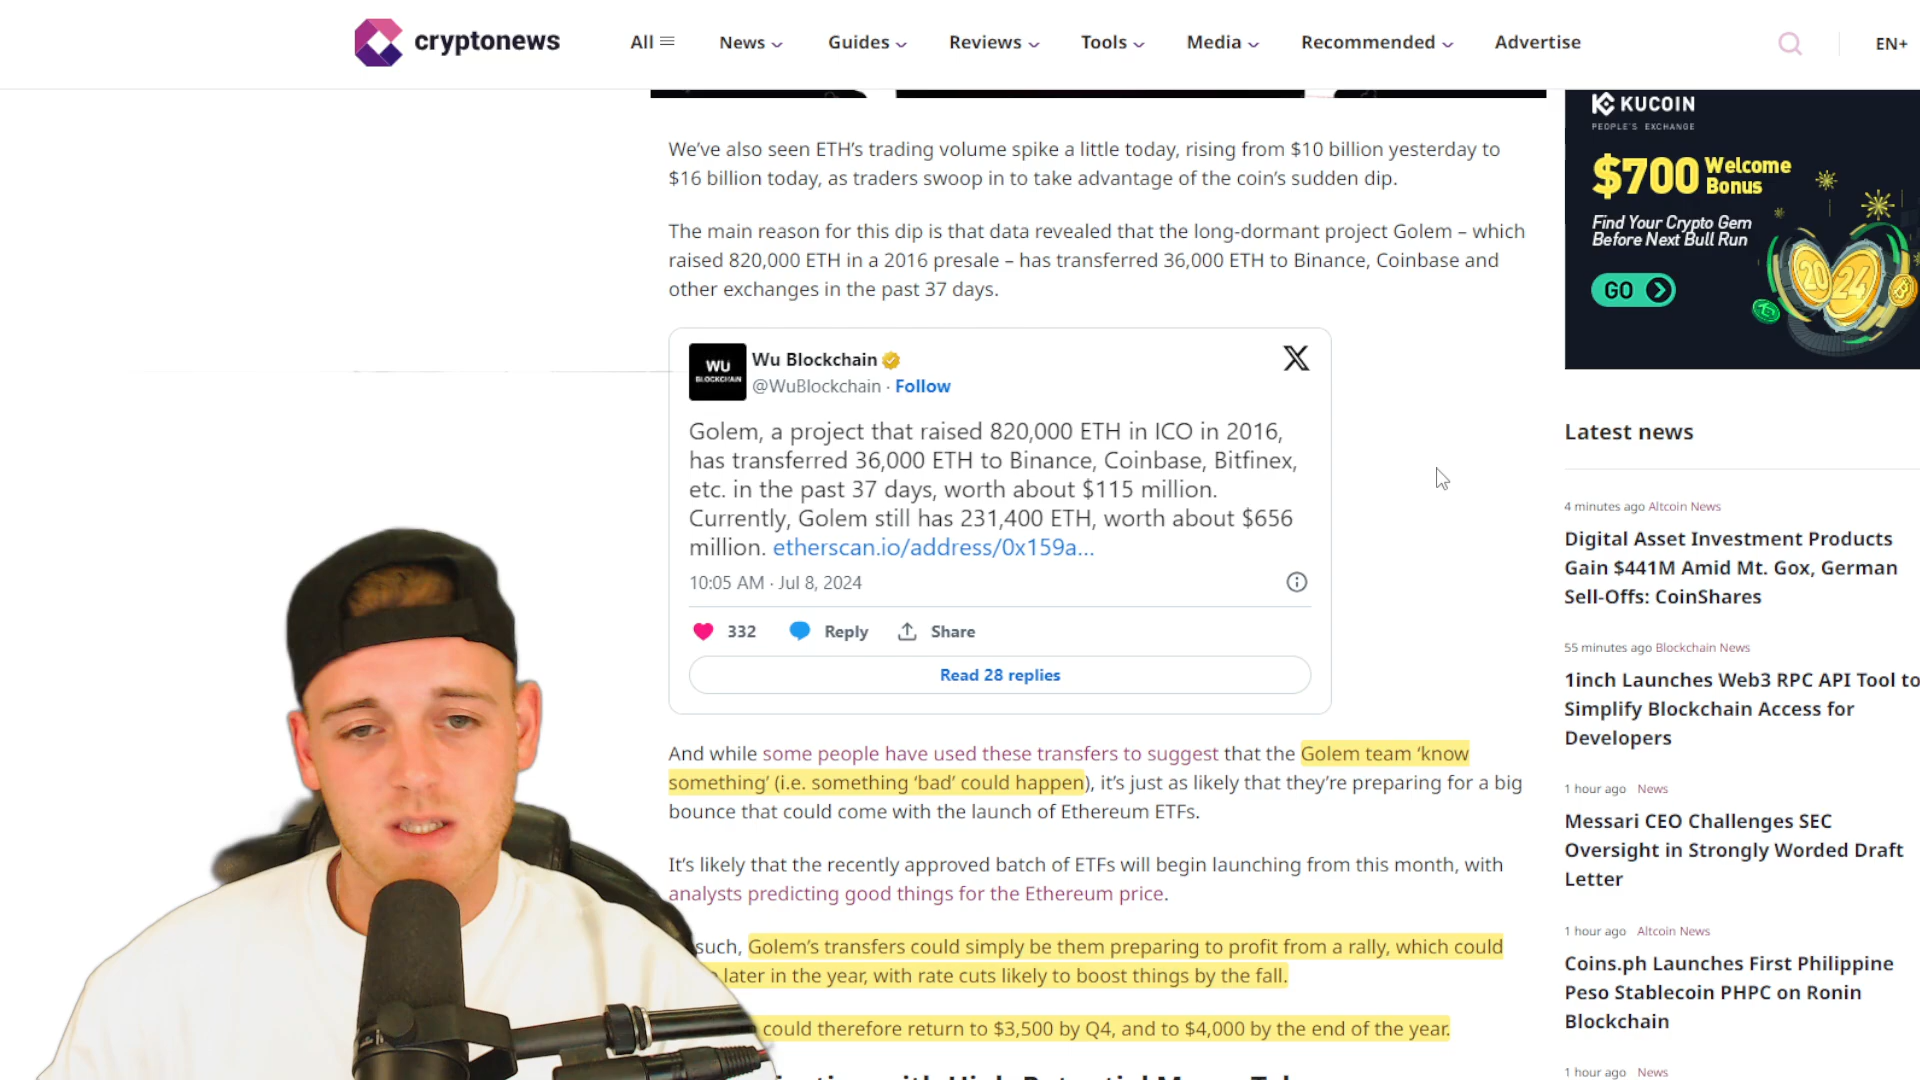 cryptonews
All
News
Guides
Reviews
Tools
Media
Recommended
Advertise
EN+
We've also seen ETH's trading volume spike a little today, rising from $10 billion yesterday to
$16 billion today, as traders swoop in to take advantage of the coin's sudden dip.
The main reason for this dip is that data revealed that the long-dormant project Golem – which
raised 820,000 ETH in a 2016 presale – has transferred 36,000 ETH to Binance, Coinbase and
other exchanges in the past 37 days.
WU
BLOCKCHAIN
Wu Blockchain
@WuBlockchain · Follow
Golem, a project that raised 820,000 ETH in ICO in 2016,
has transferred 36,000 ETH to Binance, Coinbase, Bitfinex,
etc. in the past 37 days, worth about $115 million.
Currently, Golem still has 231,400 ETH, worth about $656
million. etherscan.io/address/0x159a...
10:05 AM · Jul 8, 2024
332
Reply
Share
Read 28 replies
And while some people have used these transfers to suggest that the Golem team 'know
something' (i.e. something 'bad' could happen), it's just as likely that they're preparing for a big
bounce that could come with the launch of Ethereum ETFs.
It's likely that the recently approved batch of ETFs will begin launching from this month, with
analysts predicting good things for the Ethereum price.
such, Golem's transfers could simply be them preparing to profit from a rally, which could
later in the year, with rate cuts likely to boost things by the fall.
could therefore return to $3,500 by Q4, and to $4,000 by the end of the year.
with High Potential
KUCOIN
PEOPLE'S EXCHANGE
$700 Welcome
Bonus
Find Your Crypto Gem
Before Next Bull Run
GO
20
24
Latest news
4 minutes ago Altcoin News
Digital Asset Investment Products
Gain $441M Amid Mt. Gox, German
Sell-Offs: CoinShares
55 minutes ago Blockchain News
1inch Launches Web3 RPC API Tool to
Simplify Blockchain Access for
Developers
1 hour ago News
Messari CEO Challenges SEC
Oversight in Strongly Worded Draft
Letter
1 hour ago Altcoin News
Coins.ph Launches First Philippine
Peso Stablecoin PHPC on Ronin
Blockchain
1 hour ago News